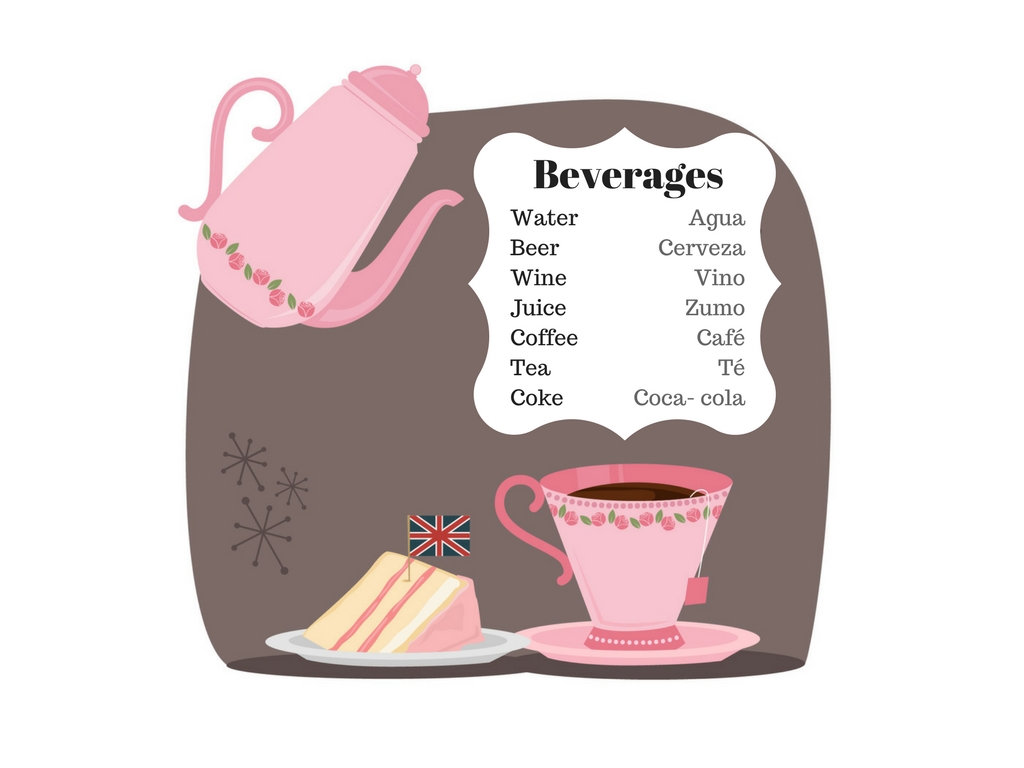 Beverages
Water Agua
Beer Cerveza
Wine Vino
Juice Zumo
Coffee Café
Tea Té
Coke Coca- cola